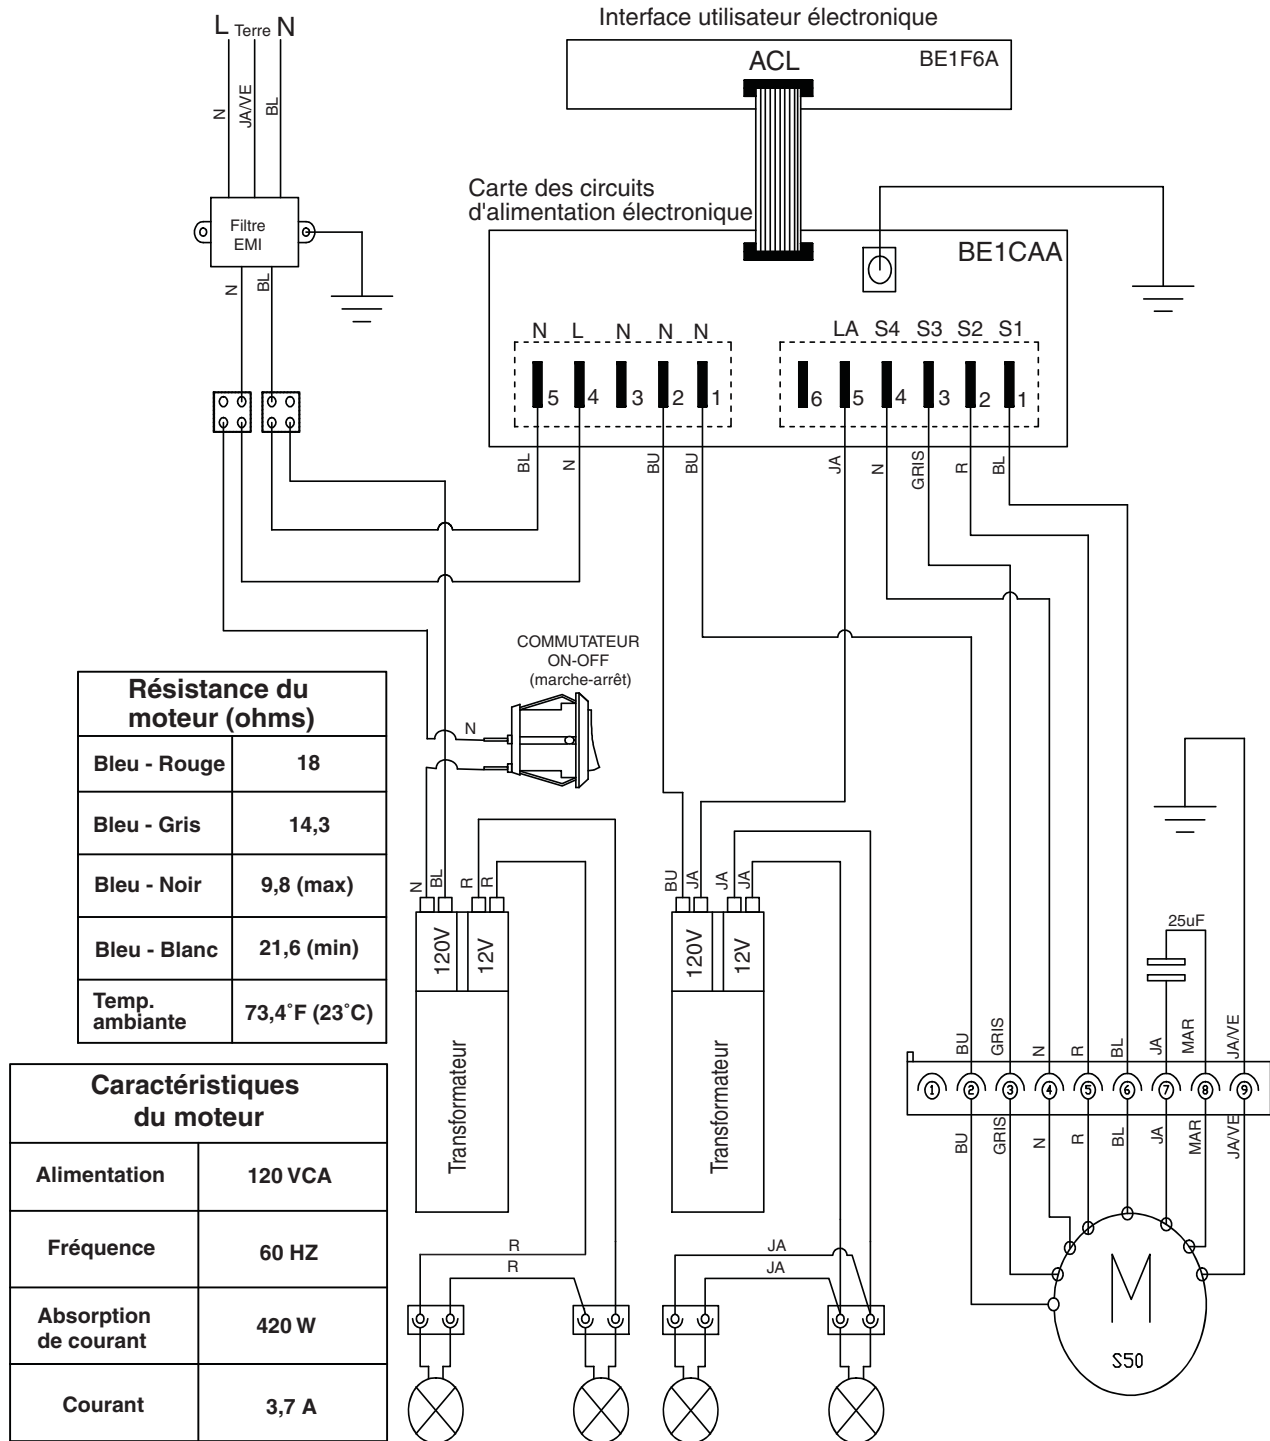 Interface utilisateur électronique
L Terre N
ACL
BE1F6A
N
JA/VE
BL
Carte des circuits
d'alimentation électronique
Filtre
EMI
BE1CAA
N
BL
N L N N N
LA S4 S3 S2 S1
5 4 3 2 1
6 5 4 3 2 1
BL
N
BU
BU
JA
N
GRIS
R
BL
COMMUTATEUR
ON-OFF
(marche-arrêt)
N
Résistance du
moteur (ohms)
Bleu - Rouge 18
Bleu - Gris 14,3
Bleu - Noir 9,8 (max)
Bleu - Blanc 21,6 (min)
Temp.
ambiante 73,4˚F (23˚C)
N
BL
R
R
BU
JA
JA
JA
120V
12V
120V
12V
Transformateur
Transformateur
25uF
BU
GRIS
N
R
BL
JA
MAR
JA/VE
1 2 3 4 5 6 7 8 9
BU
GRIS
N
R
BL
JA
MAR
JA/VE
Caractéristiques
du moteur
Alimentation 120 VCA
Fréquence 60 HZ
Absorption
de courant 420 W
Courant 3,7 A
R
R
JA
JA
M
S50